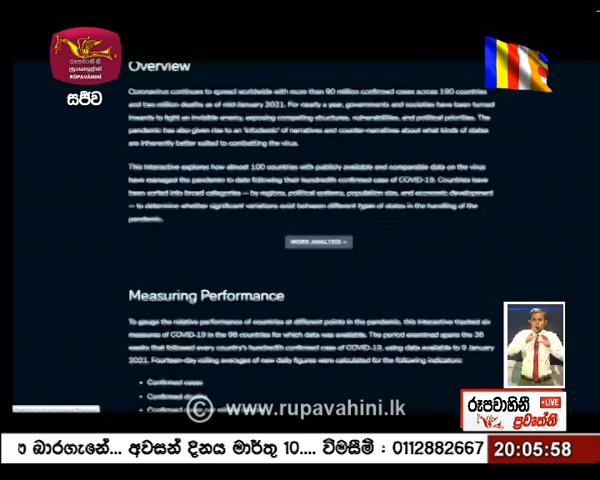 රූපවාහිනී
RUPAVAHINI
සජීව
Overview
Coronavirus continues to spread worldwide with more than 90 million confirmed cases across 190 countries
and two million deaths as of mid-January 2021. For nearly a year, governments and societies have been turned
inwards to fight an invisible enemy, exposing competing structures, vulnerabilities, and political priorities. The
pandemic has also given rise to an 'infodemic' of narratives and counter-narratives about what kinds of states
are inherently better suited to combatting the virus.
This Interactive explores how almost 100 countries with publicly available and comparable data on the virus
have managed the pandemic to date following their hundredth confirmed case of COVID-19. Countries have
been sorted into broad categories — by regions, political systems, population size, and economic development
— to determine whether significant variations exist between different types of states in the handling of the
pandemic.
MORE ANALYSIS
Measuring Performance
To gauge the relative performance of countries at different points in the pandemic, this Interactive tracked six
measures of COVID-19 in the 98 countries for which data was available. The period examined spans the 36
weeks that followed every country's hundredth confirmed case of COVID-19, using data available to 9 January
2021. Fourteen-day rolling averages of new daily figures were calculated for the following indicators:
• Confirmed cases
• Confirmed
• Confirmed
© www.rupavahini.lk
රූපවාහිනී LIVE
ප්‍රවෘත්ති
බාරගැනේ... අවසන් දිනය මාර්තු 10.... විමසීම් : 0112882667
20:05:58